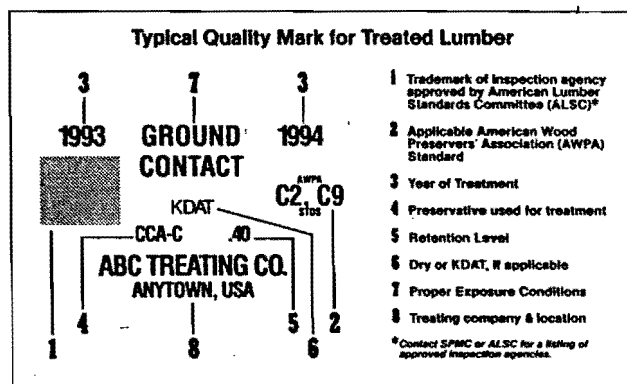 Typical Quality Mark for Treated Lumber
3 7 3
1993 GROUND 1994
CONTACT
AWPA
C2, C9
STDS
KDAT
CCA-C .40
ABC TREATING CO.
ANYTOWN, USA
4 5 2
1 8 6
1 Trademark of inspection agency
approved by American Lumber
Standards Committee (ALSC)*
2 Applicable American Wood
Preservers' Association (AWPA)
Standard
3 Year of Treatment
4 Preservative used for treatment
5 Retention Level
6 Dry or KDAT, if applicable
7 Proper Exposure Conditions
8 Treating company & location
*Contact SPMC or ALSC for a listing of
approved inspection agencies.